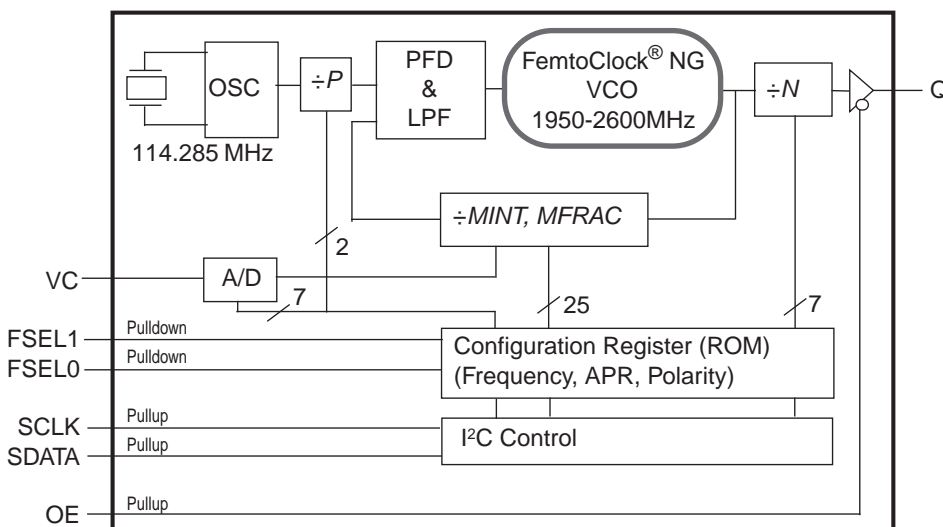 OSC
÷P
PFD
&
LPF
FemtoClock® NG
VCO
1950-2600MHz
÷N
Q
114.285 MHz
÷MINT, MFRAC
2
VC
A/D
7
25
7
FSEL1
Pulldown
FSEL0
Pulldown
Configuration Register (ROM)
(Frequency, APR, Polarity)
SCLK
Pullup
SDATA
Pullup
I²C Control
OE
Pullup